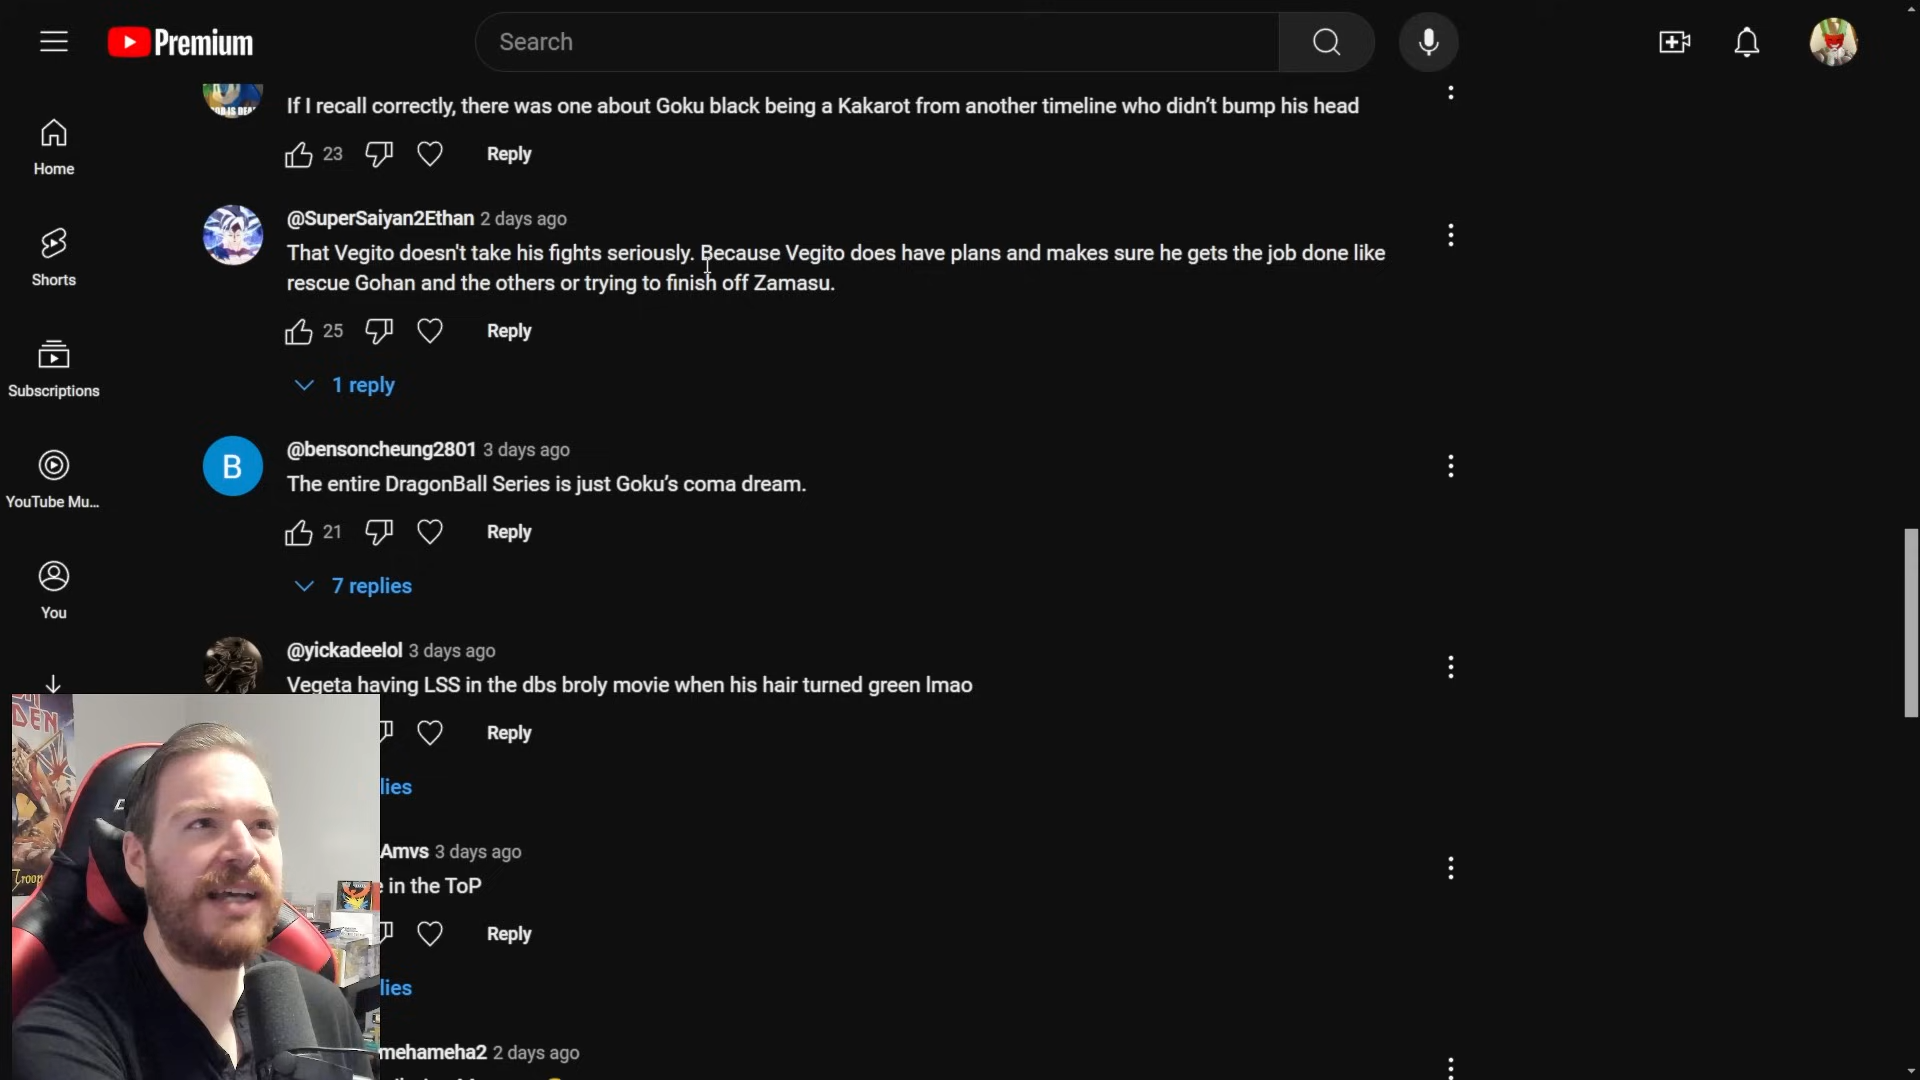 Premium
Search
If I recall correctly, there was one about Goku black being a Kakarot from another timeline who didn’t bump his head
23
Reply
Home
@SuperSaiyan2Ethan 2 days ago
That Vegito doesn't take his fights seriously. Because Vegito does have plans and makes sure he gets the job done like
rescue Gohan and the others or trying to finish off Zamasu.
Shorts
25
Reply
1 reply
Subscriptions
B
@bensoncheung2801 3 days ago
The entire DragonBall Series is just Goku’s coma dream.
YouTube Mu...
21
Reply
7 replies
You
@yickadeelol 3 days ago
Vegeta having LSS in the dbs broly movie when his hair turned green lmao
Reply
lies
DEN
Amvs 3 days ago
e in the ToP
Reply
lies
mehameha2 2 days ago